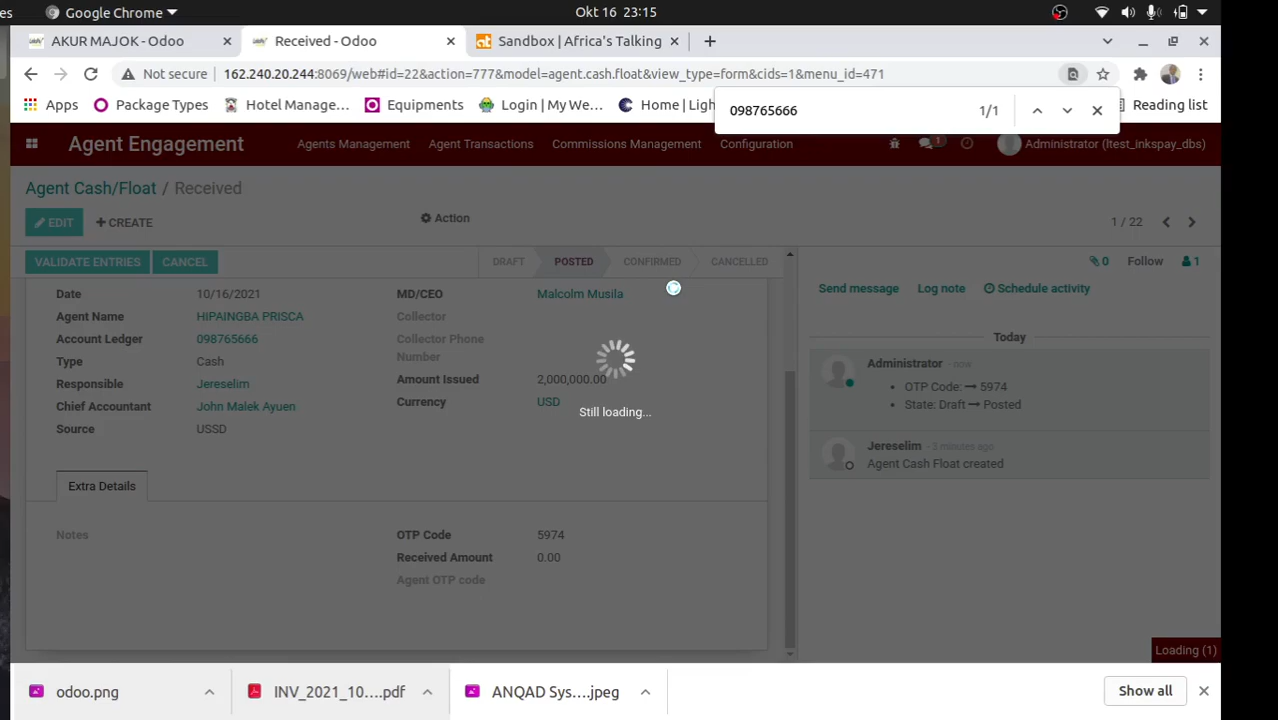 es Google Chrome Okt 16 23:15
AKUR MAJOK - Odoo Received - Odoo Sandbox | Africa's Talking
Not secure 162.240.20.244:8069/web#id=22&action=777&model=agent.cash.float&view_type=form&cids=1&menu_id=471
Apps Package Types Hotel Manage... Equipments Login | My We... Home | Ligh Reading list
098765666 1/1
Agent Engagement Agents Management Agent Transactions Commissions Management Configuration 1 Administrator (ltest_inkspay_dbs)
Agent Cash/Float / Received
EDIT + CREATE Action 1 / 22
VALIDATE ENTRIES CANCEL DRAFT POSTED CONFIRMED CANCELLED 0 Follow 1
Date 10/16/2021 MD/CEO Malcolm Musila
Agent Name HIPAINGBA PRISCA Collector
Account Ledger 098765666 Collector Phone
Number
Type Cash
Responsible Jereselim Amount Issued 2,000,000.00
Chief Accountant John Malek Ayuen Currency USD
Source USSD
Still loading...
Extra Details
Notes OTP Code 5974
Received Amount 0.00
Agent OTP code
Send message Log note Schedule activity
Today
Administrator - now
• OTP Code: → 5974
• State: Draft → Posted
Jereselim - 3 minutes ago
Agent Cash Float created
Loading (1)
odoo.png INV_2021_10....pdf ANQAD Sys....jpeg Show all